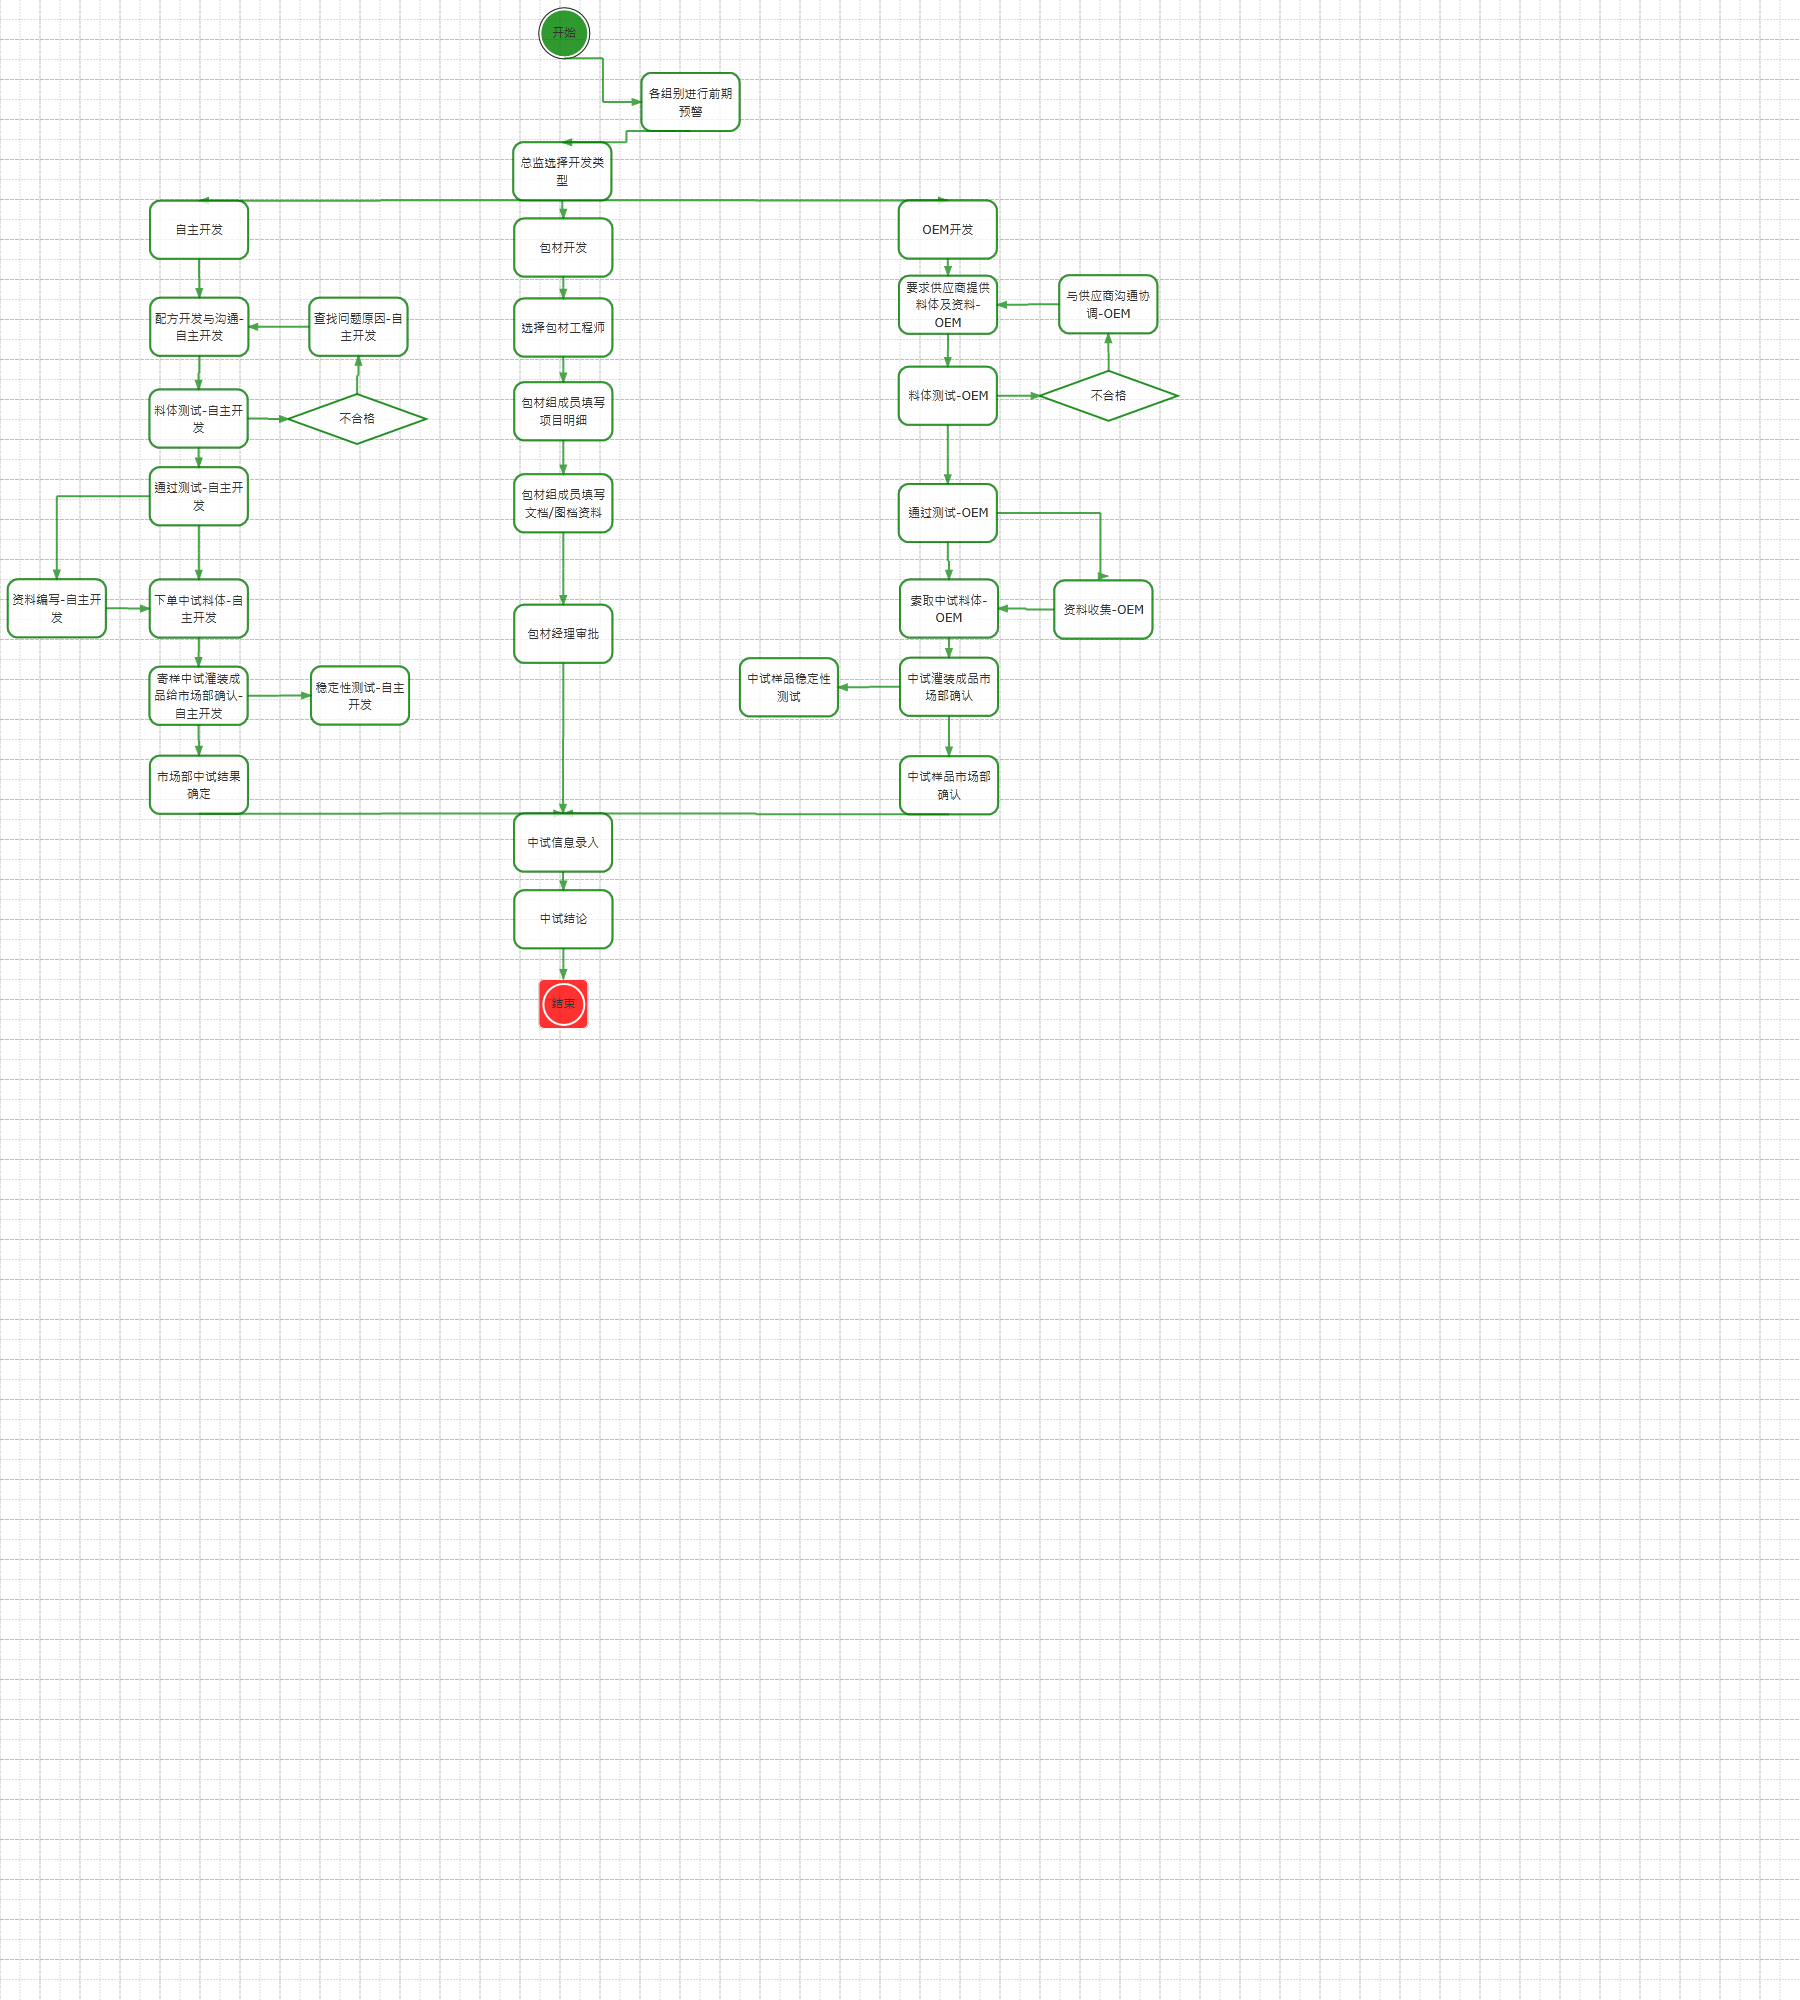 开始
各组别进行前期
预警
总监选择开发类
型
自主开发
包材开发
OEM开发
配方开发与沟通-
自主开发
查找问题原因-自
主开发
选择包材工程师
要求供应商提供
料体及资料-
OEM
与供应商沟通协
调-OEM
料体测试-自主开
发
不合格
包材组成员填写
项目明细
料体测试-OEM
不合格
通过测试-自主开
发
包材组成员填写
文档/图档资料
通过测试-OEM
资料编写-自主开
发
下单中试料体-自
主开发
包材经理审批
索取中试料体-
OEM
资料收集-OEM
寄样中试灌装成
品给市场部确认-
自主开发
稳定性测试-自主
开发
中试样品稳定性
测试
中试灌装成品市
场部确认
市场部中试结果
确定
中试样品市场部
确认
中试信息录入
中试结论
结束